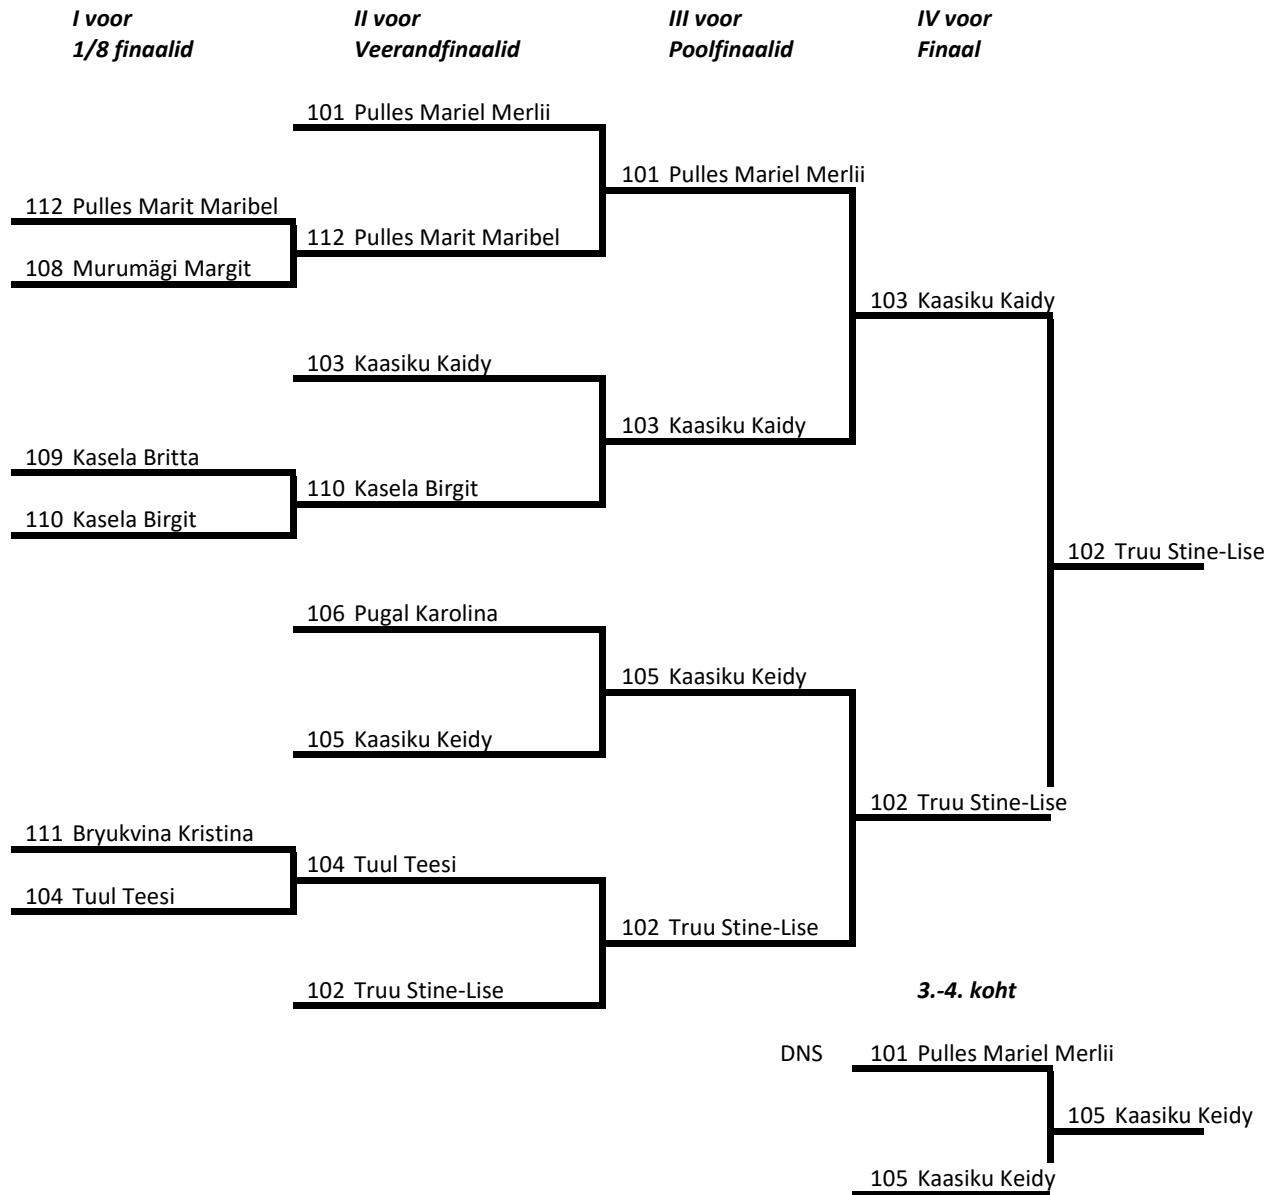 I voor
II voor
III voor
IV voor
1/8 finaalid
Veerandfinaalid
Poolfinaalid
Finaal
101 Pulles Mariel Merlii
101 Pulles Mariel Merlii
112 Pulles Marit Maribel
112 Pulles Marit Maribel
108 Murumägi Margit
103 Kaasiku Kaidy
103 Kaasiku Kaidy
103 Kaasiku Kaidy
109 Kasela Britta
110 Kasela Birgit
110 Kasela Birgit
102 Truu Stine-Lise
106 Pugal Karolina
105 Kaasiku Keidy
105 Kaasiku Keidy
102 Truu Stine-Lise
111 Bryukvina Kristina
104 Tuul Teesi
104 Tuul Teesi
102 Truu Stine-Lise
102 Truu Stine-Lise
3.-4. koht
DNS 101 Pulles Mariel Merlii
105 Kaasiku Keidy
105 Kaasiku Keidy